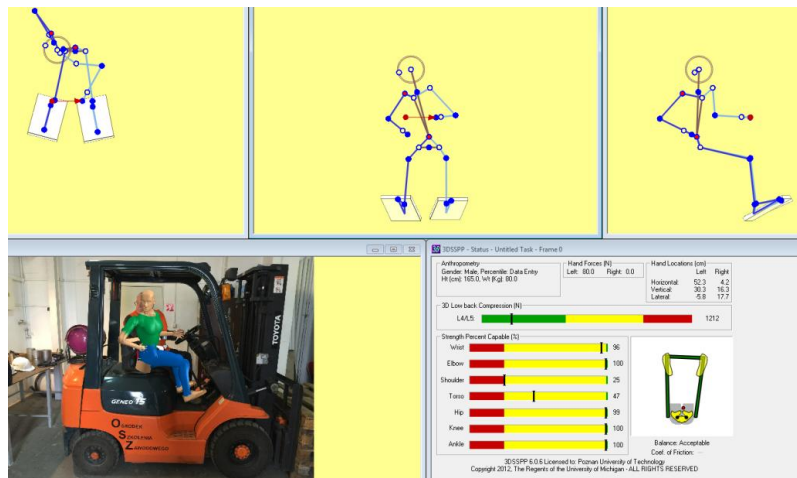 TOYOTA
GENEO 15
OŚRODEK
SZKOLENIA
ZAWODOWEGO
3DSSPP - Status - Untitled Task - Frame 0
Anthropometry
Gender: Male, Percentile: Data Entry
Ht (cm): 165.0, Wt (Kg): 80.0
Hand Forces (N)
Left: 80.0 Right: 0.0
Hand Locations (cm)
Left Right
Horizontal: 52.3 4.2
Vertical: 30.3 16.3
Lateral: -5.8 17.7
3D Low back Compression (N)
L4/L5: 1212
Strength Percent Capable (%)
Wrist 96
Elbow 100
Shoulder 25
Torso 47
Hip 99
Knee 100
Ankle 100
Balance: Acceptable
Coef. of Friction: --
3DSSPP 6.0.6 Licensed to: Poznan University of Technology
Copyright 2012, The Regents of the University of Michigan - ALL RIGHTS RESERVED